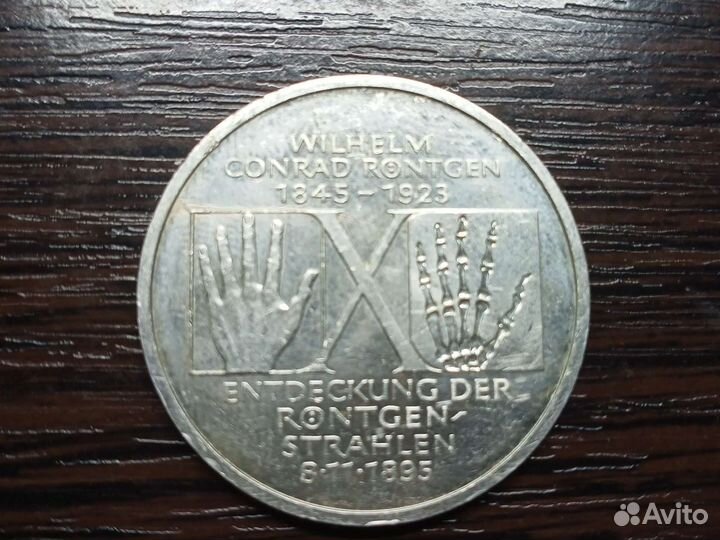 WILHELM
CONRAD RÖNTGEN
1845-1923
X
ENTDECKUNG DER
RÖNTGEN-
STRAHLEN
8·11·1895
Avito